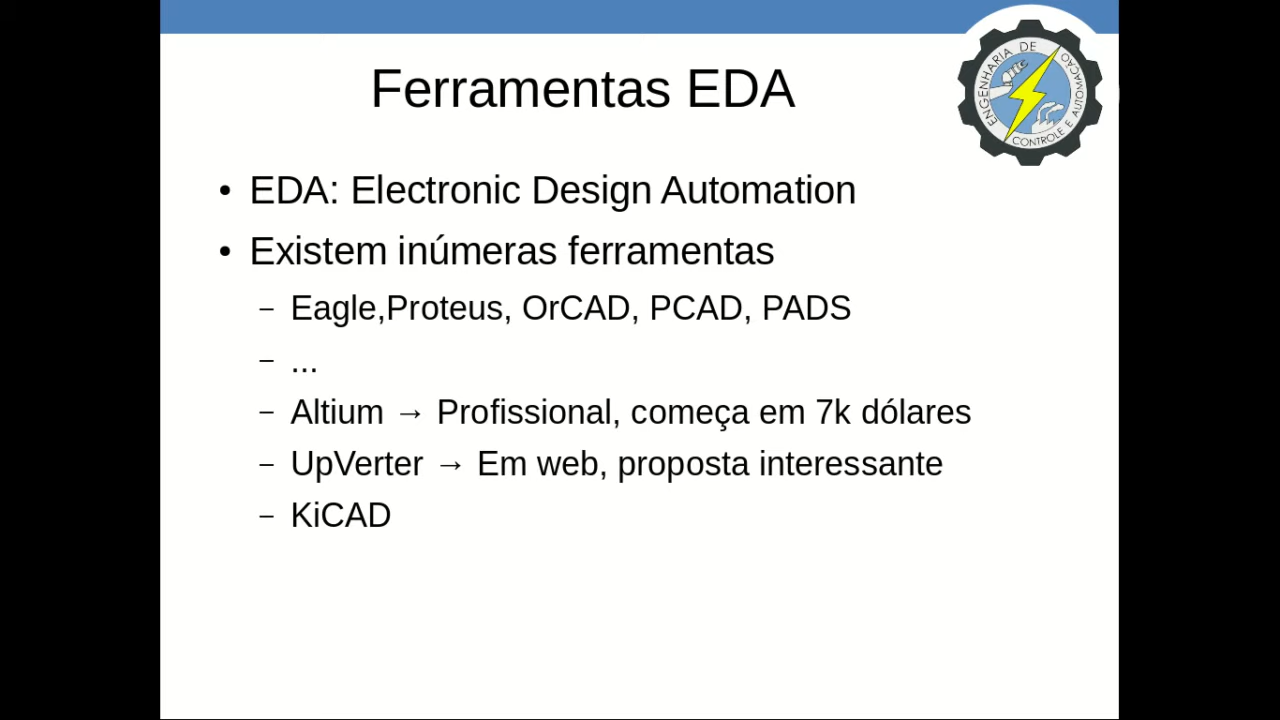 Ferramentas EDA
ENGENHARIA DE
CONTROLE E AUTOMAÇÃO
• EDA: Electronic Design Automation
• Existem inúmeras ferramentas
– Eagle,Proteus, OrCAD, PCAD, PADS
– ...
– Altium → Profissional, começa em 7k dólares
– UpVerter → Em web, proposta interessante
– KiCAD